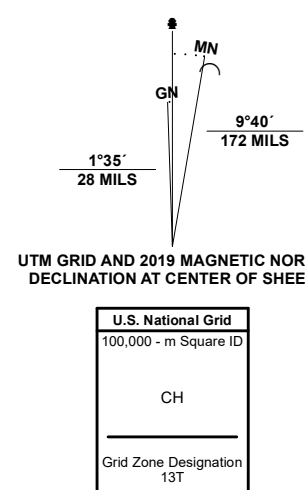 MN
GN
9°40´
172 MILS
1°35´
28 MILS
UTM GRID AND 2019 MAGNETIC NOR
DECLINATION AT CENTER OF SHEE
U.S. National Grid
100,000 - m Square ID
CH
Grid Zone Designation
13T